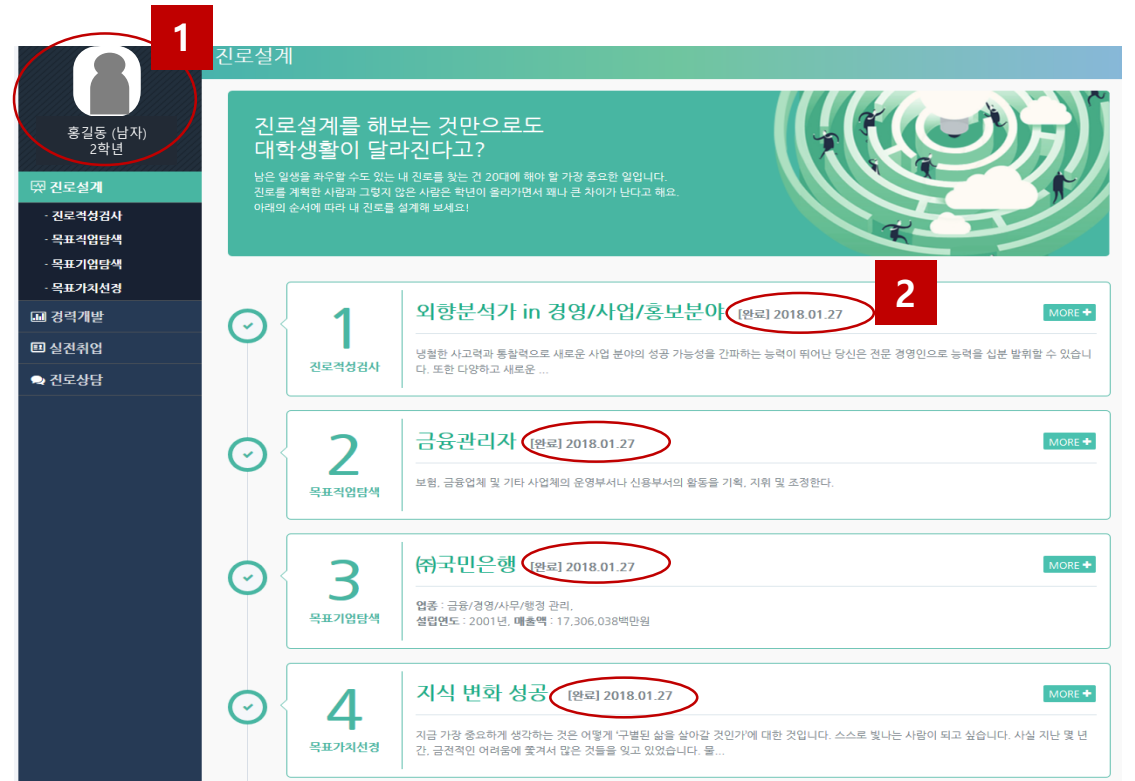 1
진로설계
홍길동 (남자)
2학년
진로설계
- 진로적성검사
- 목표직업탐색
- 목표기업탐색
- 목표가치선정
경력개발
실전취업
진로상담
진로설계를 해보는 것만으로도
대학생활이 달라진다고?
남은 일생을 좌우할 수도 있는 내 진로를 찾는 건 20대에 해야 할 가장 중요한 일입니다.
진로를 계획한 사람과 그렇지 않은 사람은 학년이 올라가면서 꽤나 큰 차이가 난다고 해요.
아래의 순서에 따라 내 진로를 설계해 보세요!
2
1
진로적성검사
외향분석가 in 경영/사업/홍보분야 [완료] 2018.01.27
MORE +
냉철한 사고력과 통찰력으로 새로운 사업 분야의 성공 가능성을 간파하는 능력이 뛰어난 당신은 전문 경영인으로 능력을 십분 발휘할 수 있습니
다. 또한 다양하고 새로운 ...
2
목표직업탐색
금융관리자 [완료] 2018.01.27
MORE +
보험, 금융업체 및 기타 사업체의 운영부서나 신용부서의 활동을 기획, 지휘 및 조정한다.
3
목표기업탐색
㈜국민은행 [완료] 2018.01.27
MORE +
업종 : 금융/경영/사무/행정 관리,
설립연도 : 2001년, 매출액 : 17,306,038백만원
4
목표가치선정
지식 변화 성공 [완료] 2018.01.27
MORE +
지금 가장 중요하게 생각하는 것은 어떻게 '구별된 삶을 살아갈 것인가'에 대한 것입니다. 스스로 빛나는 사람이 되고 싶습니다. 사실 지난 몇 년
간, 금전적인 어려움에 쫓겨서 많은 것들을 잊고 있었습니다. 물...